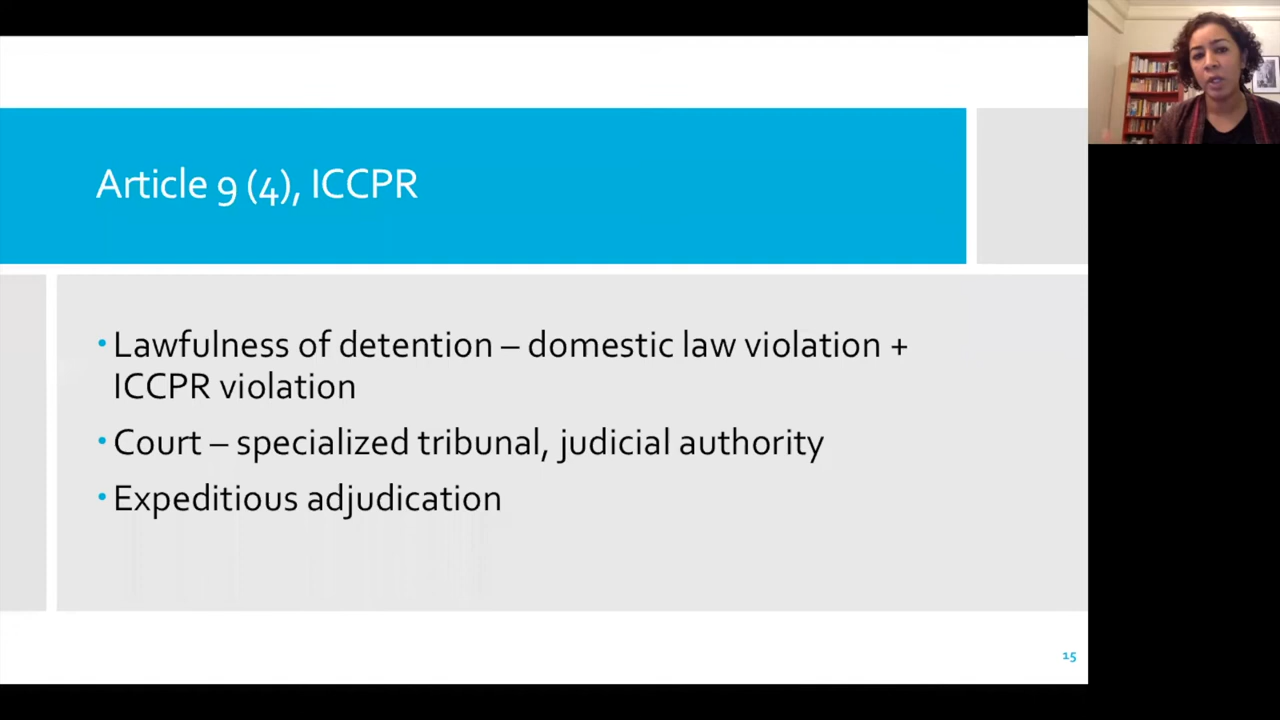 Article 9 (4), ICCPR
• Lawfulness of detention – domestic law violation +
ICCPR violation
• Court – specialized tribunal, judicial authority
• Expeditious adjudication
15